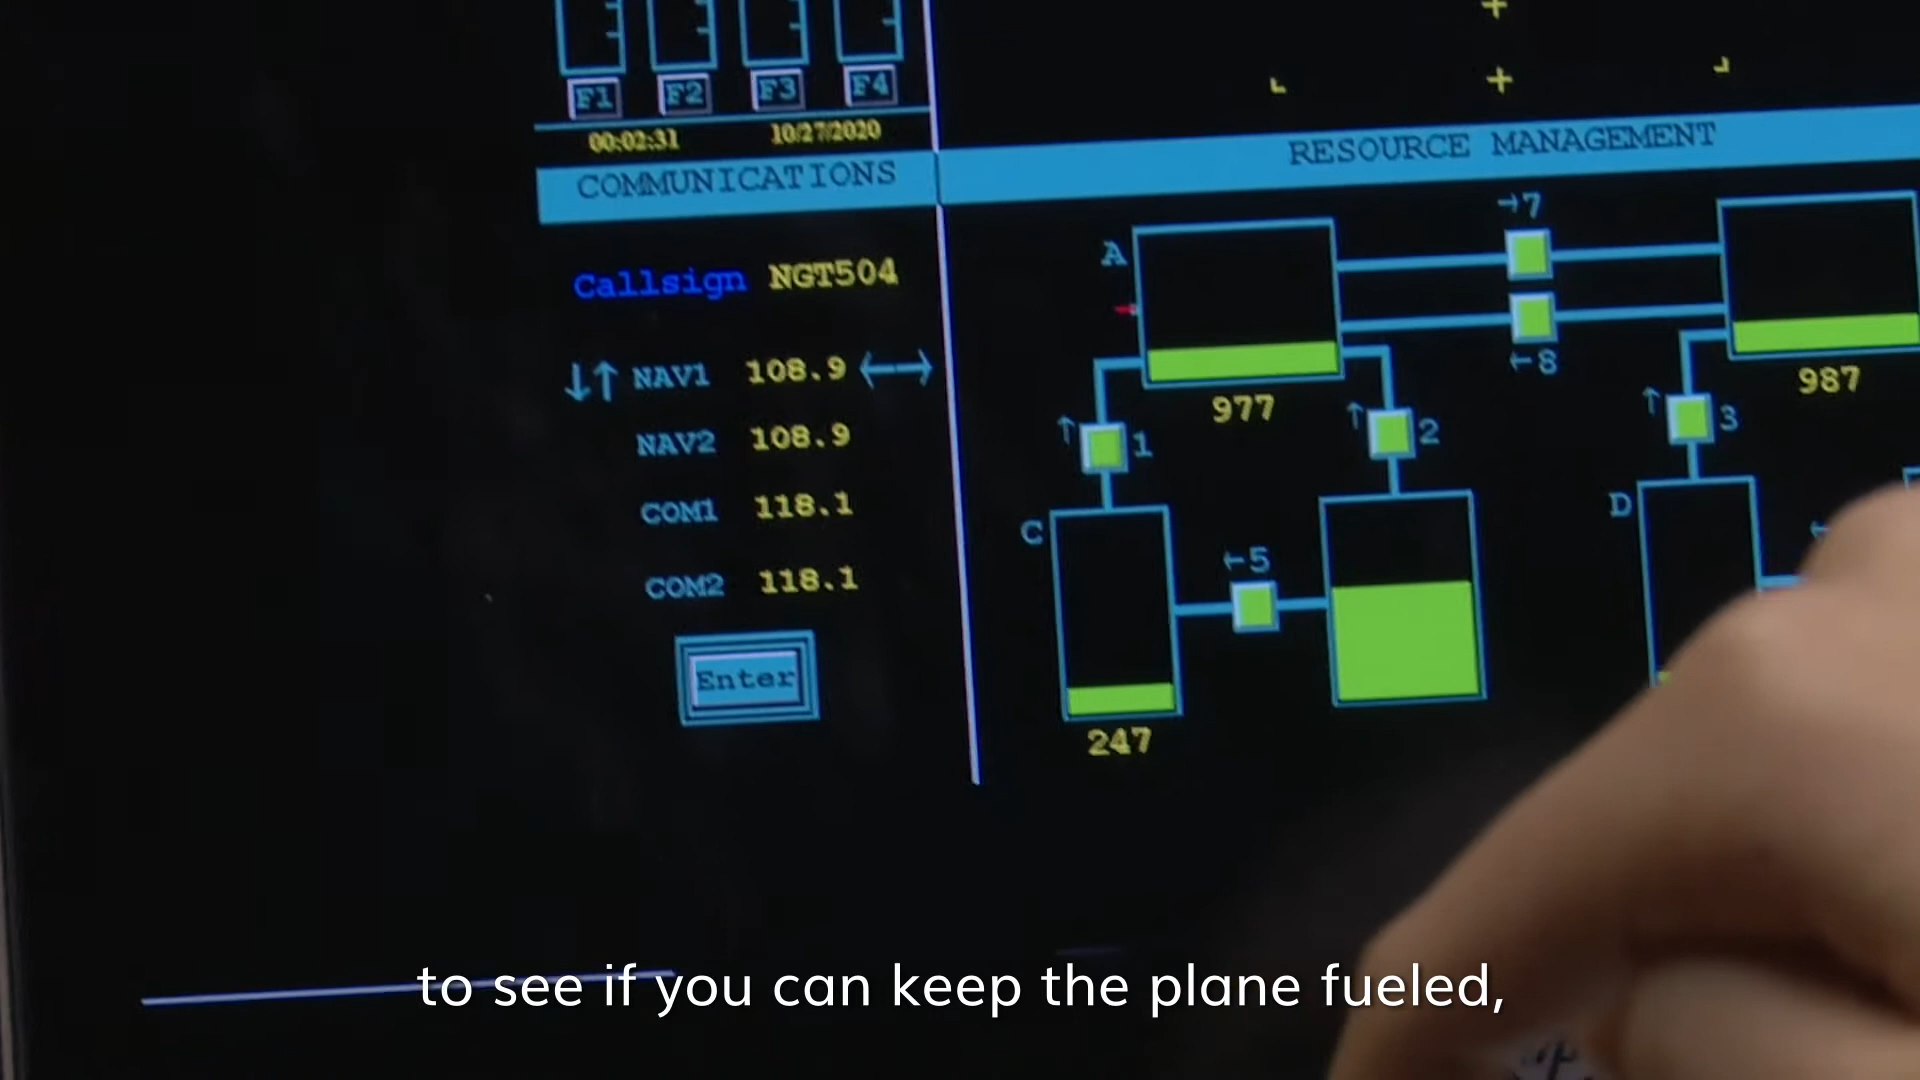 F1 F2 F3 F4
00:02:31 10/27/2020
COMMUNICATIONS
RESOURCE MANAGEMENT
Callsign NGT504
↓↑ NAV1 108.9 ←→
NAV2 108.9
COM1 118.1
COM2 118.1
Enter
→7
A
←8
977
987
↑ 1
↑ 2
↑ 3
C
D
←5
247
to see if you can keep the plane fueled,